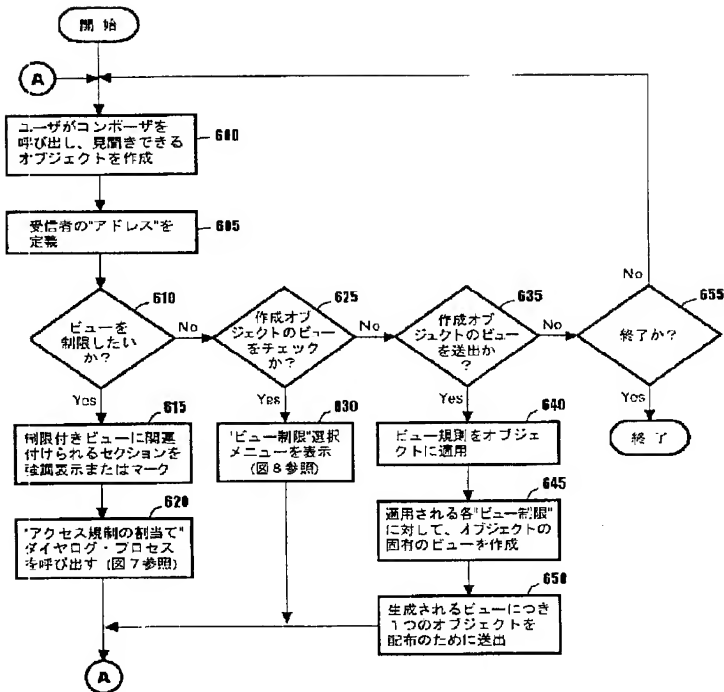 開始
A
ユーザがコンポーザを
呼び出し、見聞きできる
オブジェクトを作成
600
受信者の"アドレス"を
定義
605
ビューを
制限したい
か?
610
No
Yes
作成オブ
ジェクトのビュー
をチェック
か?
625
No
Yes
作成オブ
ジェクトのビュー
を送出か
?
635
No
Yes
終了か?
655
No
Yes
終了
制限付きビューに関連
付けられるセクションを
強調表示またはマーク
615
"アクセス規制の割当て"
ダイヤログ・プロセス
を呼び出す (図7参照)
620
"ビュー制限"選択
メニューを表示
(図8参照)
630
ビュー規則をオブジェ
クトに適用
640
適用される各"ビュー制限"
に対して、オブジェクトの
固有のビューを作成
645
生成されるビューにつき
1つのオブジェクトを
配布のために送出
650
A